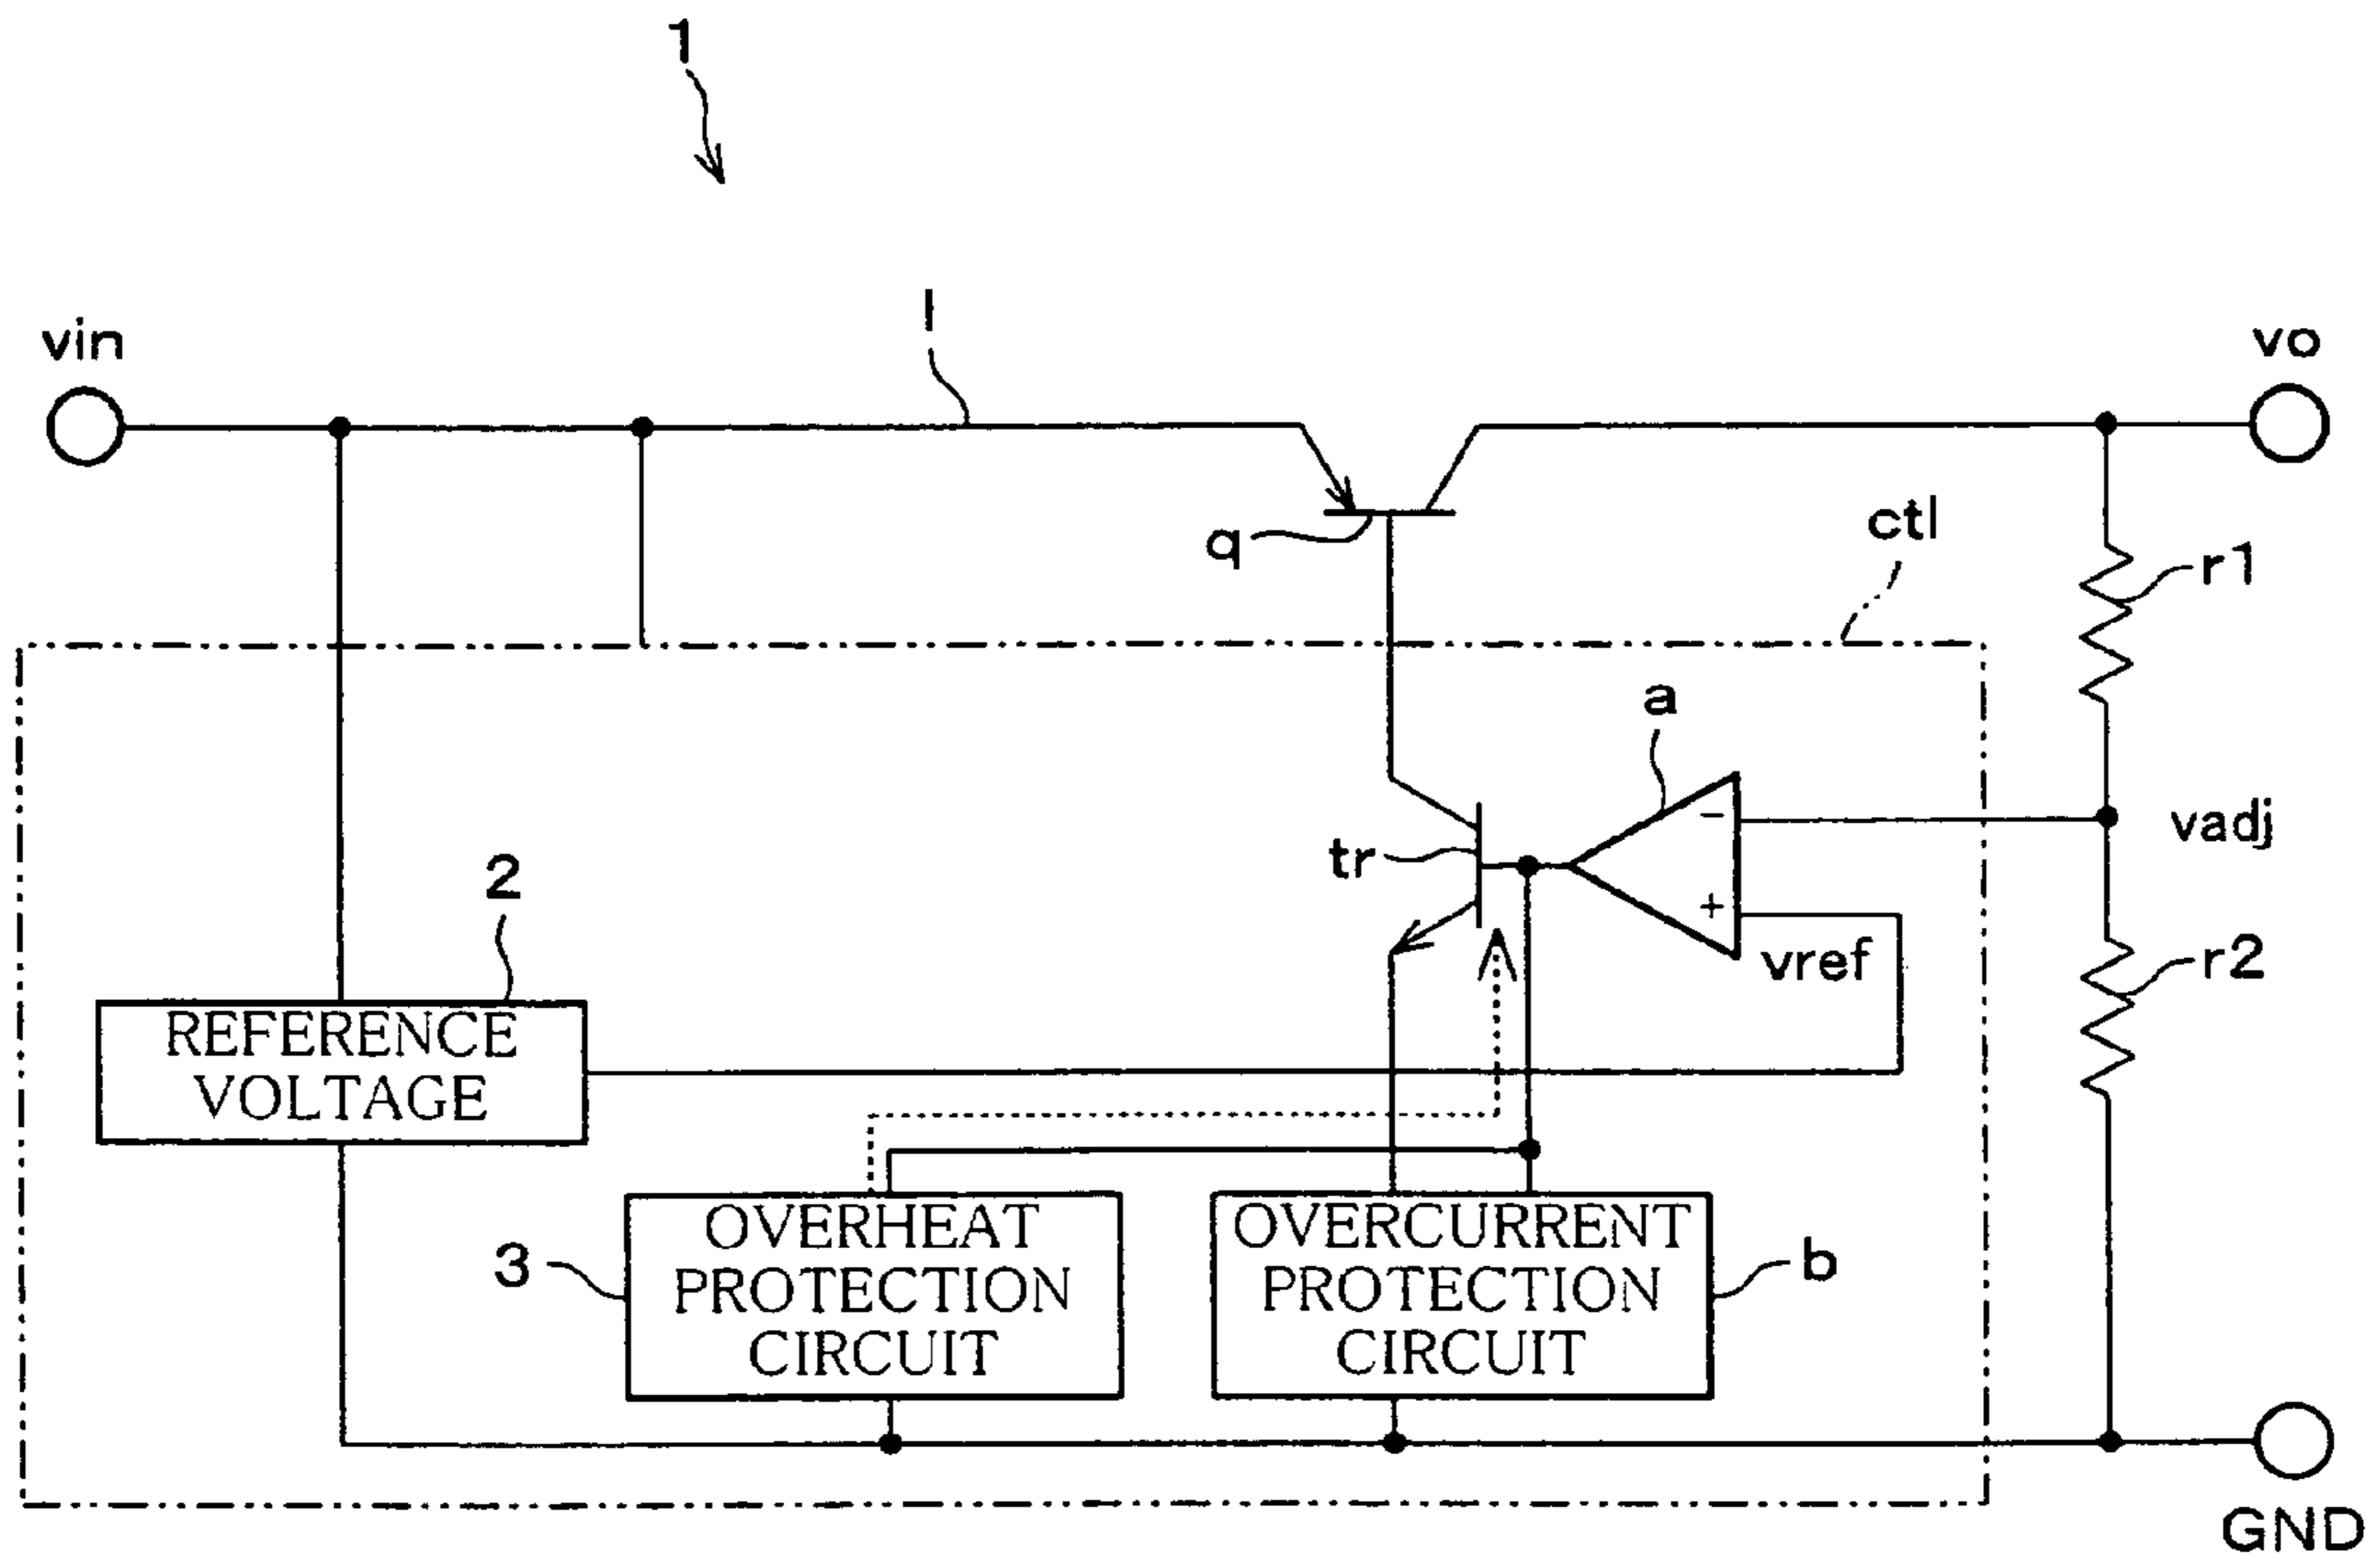 1
l
vin
vo
q
ctl
r1
a
-
vadj
tr
2
+
vref
r2
REFERENCE
VOLTAGE
OVERHEAT
PROTECTION
CIRCUIT
3
OVERCURRENT
PROTECTION
CIRCUIT
b
GND